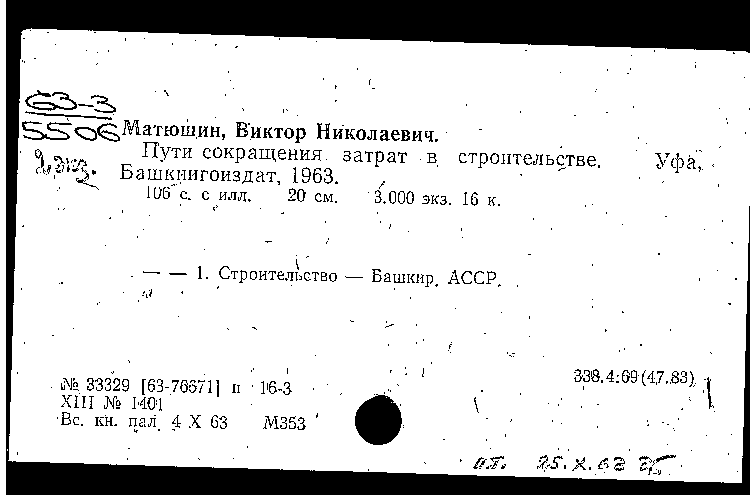 63-3
5506
2 экз.
Матюшин, Виктор Николаевич.
Пути сокращения затрат в строительстве. Уфа,
Башкнигоиздат, 1963.
106 с. с илл. 20 см. 3.000 экз. 16 к.
— — 1. Строительство — Башкир. АССР.
338.4:69(47.83)
№ 33329 [63-76671] п 16-3
XIII № 1401
Вс. кн. пал. 4 X 63 М353
п.т. 25.X.63